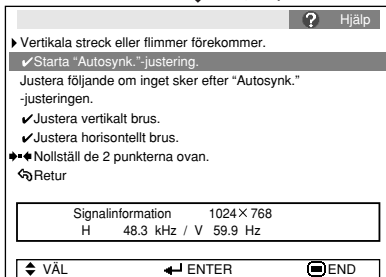 ? Hjälp
Vertikala streck eller flimmer förekommer.
✔Starta “Autosynk.”-justering.
Justera följande om inget sker efter “Autosynk.”
-justeringen.
✔Justera vertikalt brus.
✔Justera horisontellt brus.
Nollställ de 2 punkterna ovan.
Retur
Signalinformation 1024×768
H 48.3 kHz / V 59.9 Hz
VÄL ENTER END